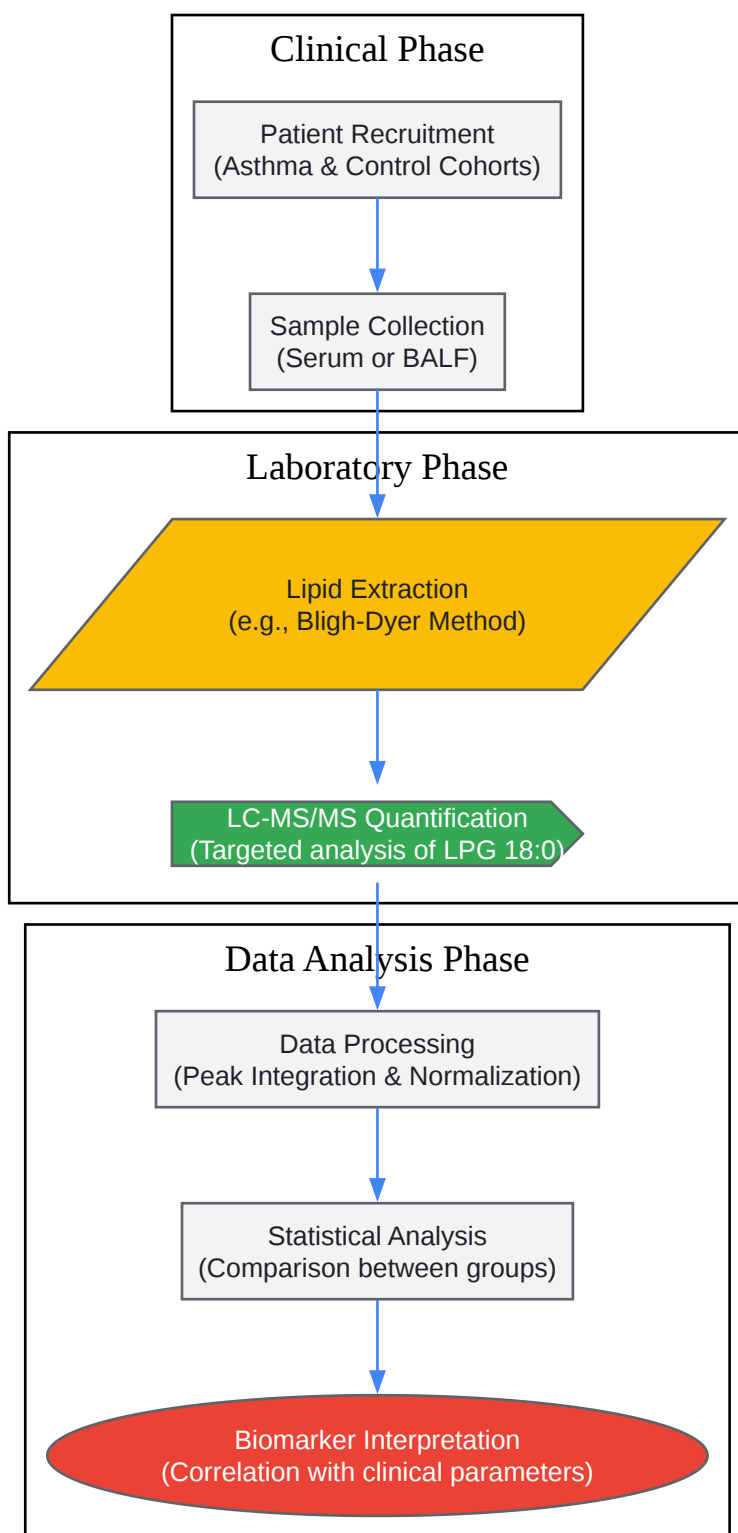 Clinical Phase
Patient Recruitment
(Asthma & Control Cohorts)
Sample Collection
(Serum or BALF)
Laboratory Phase
Lipid Extraction
(e.g., Bligh-Dyer Method)
LC-MS/MS Quantification
(Targeted analysis of LPG 18:0)
Data Analysis Phase
Data Processing
(Peak Integration & Normalization)
Statistical Analysis
(Comparison between groups)
Biomarker Interpretation
(Correlation with clinical parameters)